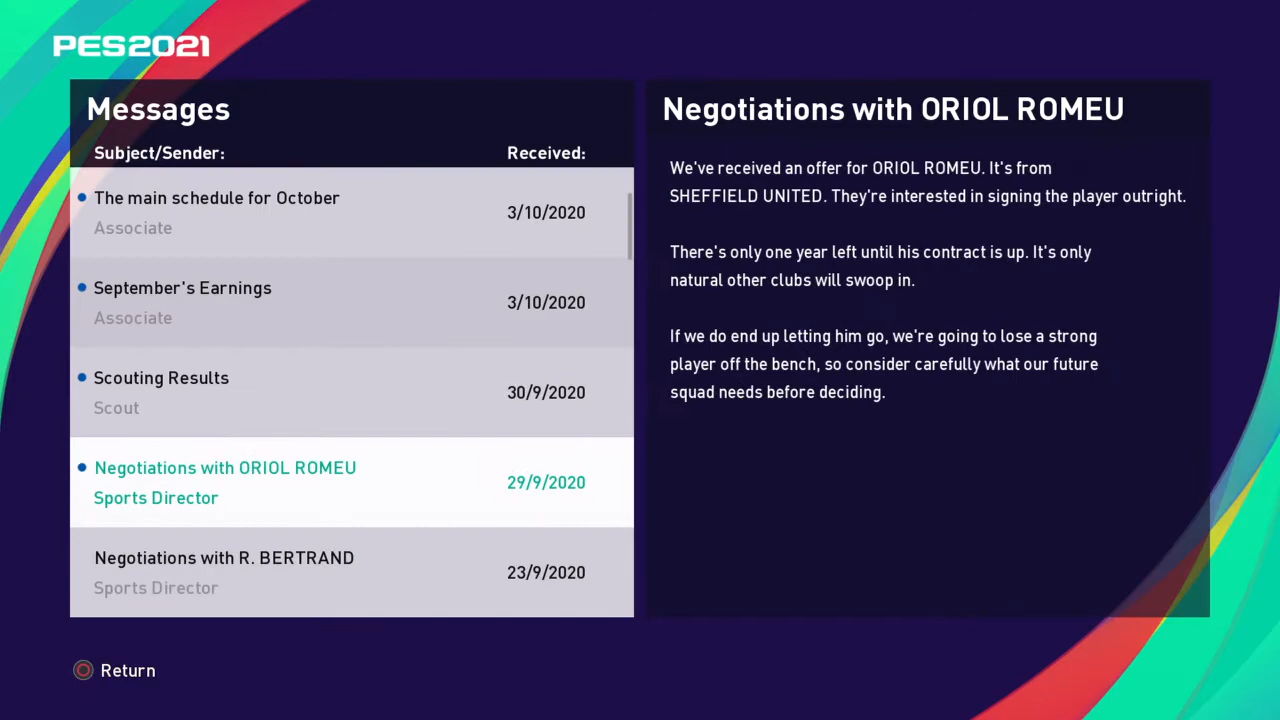 PES2021
Messages
Subject/Sender: Received:
The main schedule for October
Associate
3/10/2020
September's Earnings
Associate
3/10/2020
Scouting Results
Scout
30/9/2020
Negotiations with ORIOL ROMEU
Sports Director
29/9/2020
Negotiations with R. BERTRAND
Sports Director
23/9/2020
Negotiations with ORIOL ROMEU
We've received an offer for ORIOL ROMEU. It's from
SHEFFIELD UNITED. They're interested in signing the player outright.
There's only one year left until his contract is up. It's only
natural other clubs will swoop in.
If we do end up letting him go, we're going to lose a strong
player off the bench, so consider carefully what our future
squad needs before deciding.
Return